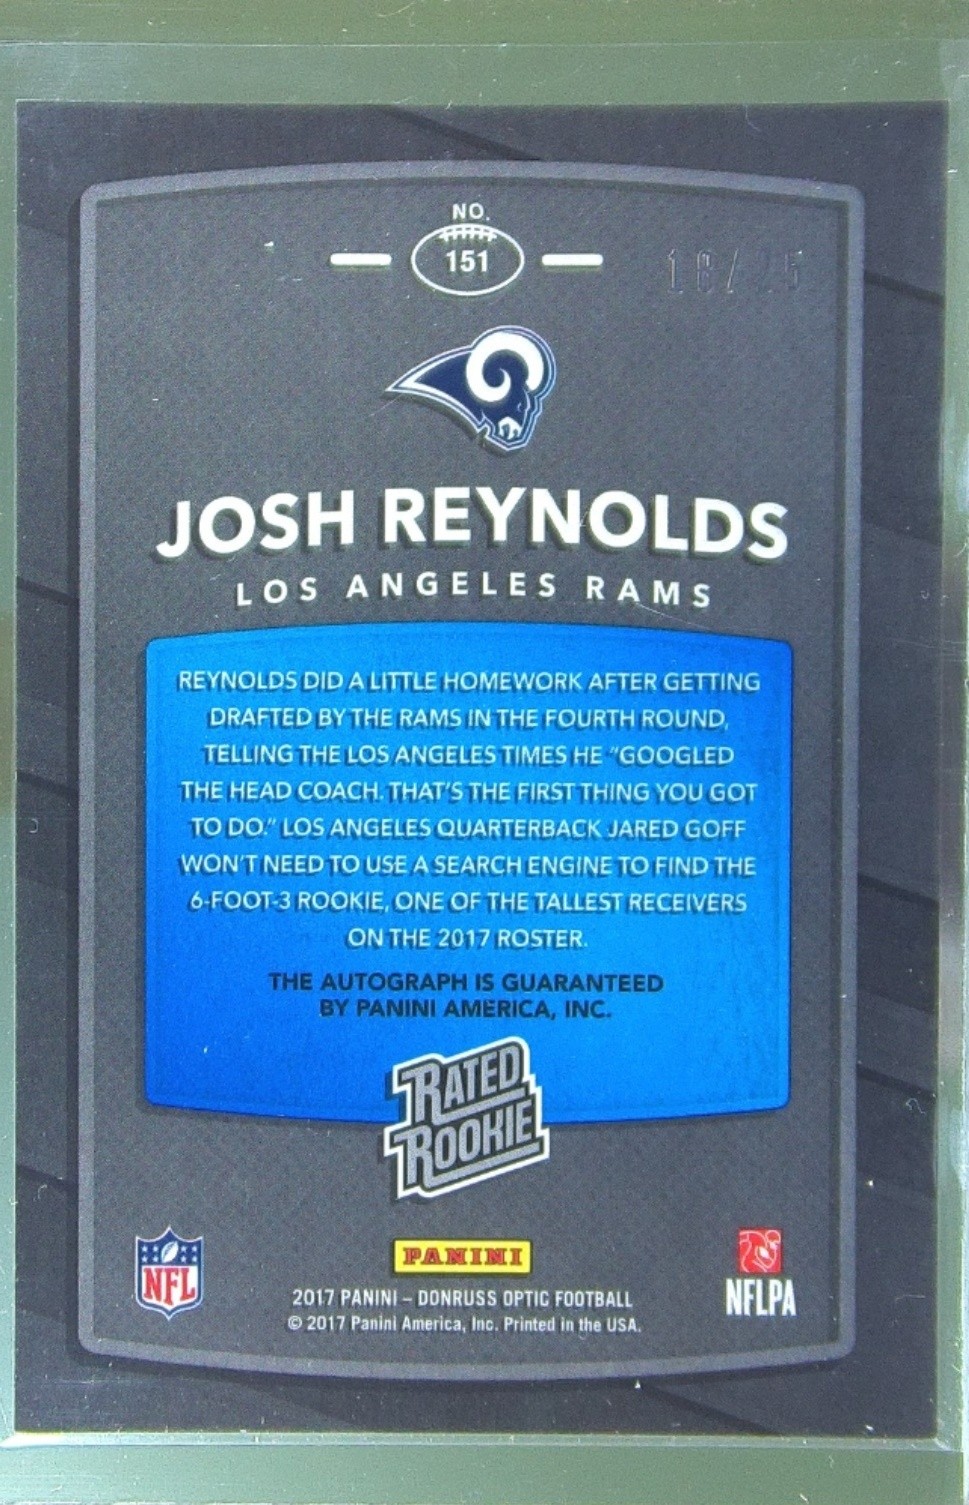 NO.
151
JOSH REYNOLDS
LOS ANGELES RAMS
REYNOLDS DID A LITTLE HOMEWORK AFTER GETTING
DRAFTED BY THE RAMS IN THE FOURTH ROUND,
TELLING THE LOS ANGELES TIMES HE “GOOGLED
THE HEAD COACH. THAT’S THE FIRST THING YOU GOT
TO DO.” LOS ANGELES QUARTERBACK JARED GOFF
WON’T NEED TO USE A SEARCH ENGINE TO FIND THE
6-FOOT-3 ROOKIE, ONE OF THE TALLEST RECEIVERS
ON THE 2017 ROSTER.
THE AUTOGRAPH IS GUARANTEED
BY PANINI AMERICA, INC.
RATED
ROOKIE
NFL
PANINI
NFLPA
2017 PANINI – DONRUSS OPTIC FOOTBALL
© 2017 Panini America, Inc. Printed in the USA.